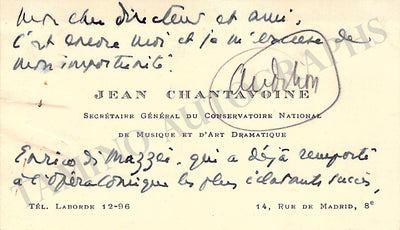 Mon cher directeur et ami,
C'est encore moi et je m'excuse de
mon importunité.
audition
JEAN CHANTAVOINE
SECRÉTAIRE GÉNÉRAL DU CONSERVATOIRE NATIONAL
DE MUSIQUE ET D'ART DRAMATIQUE
Enrico di Mazzei, qui a déjà remporté
à l'Opéra Comique les plus éclatants succès,
TÉL. LABORDE 12-96
14, RUE DE MADRID, 8e
TAMINO AUTOGRAPHS